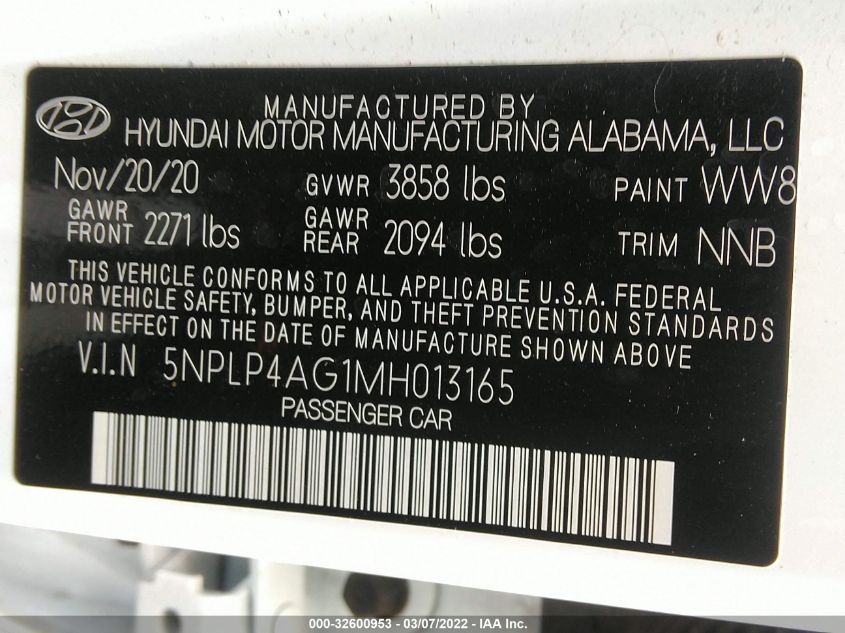 MANUFACTURED BY
HYUNDAI MOTOR MANUFACTURING ALABAMA, LLC
Nov/20/20 GVWR 3858 lbs PAINT WW8
GAWR FRONT 2271 lbs GAWR REAR 2094 lbs TRIM NNB
THIS VEHICLE CONFORMS TO ALL APPLICABLE U.S.A. FEDERAL
MOTOR VEHICLE SAFETY, BUMPER, AND THEFT PREVENTION STANDARDS
IN EFFECT ON THE DATE OF MANUFACTURE SHOWN ABOVE
V.I.N 5NPLP4AG1MH013165
PASSENGER CAR
000-32600953 - 03/07/2022 - IAA Inc.